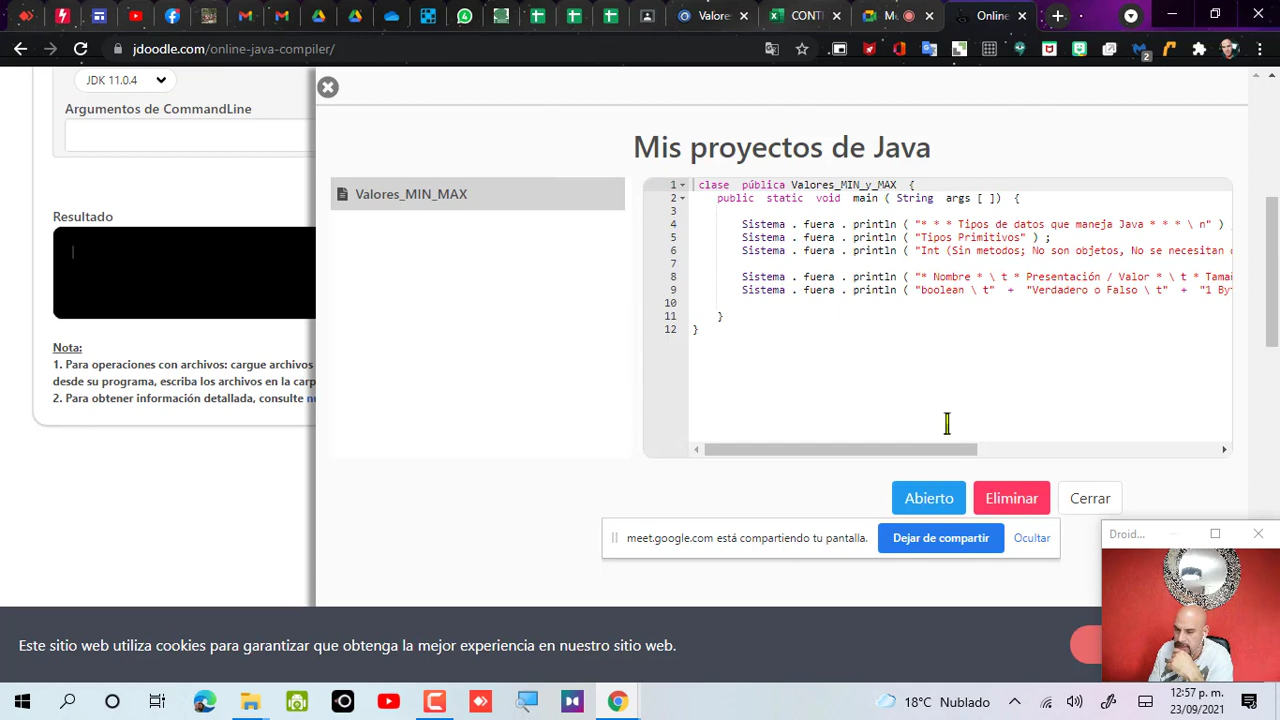 Valore
CONT
Me
Online
jdoodle.com/online-java-compiler/
2
JDK 11.0.4
Argumentos de CommandLine
Mis proyectos de Java
Valores_MIN_MAX
1 clase pública Valores_MIN_y_MAX {
2 public static void main ( String args [ ]) {
3
4 Sistema . fuera . println ( "* * * Tipos de datos que maneja Java * * * \ n" ) ;
5 Sistema . fuera . println ( "Tipos Primitivos" ) ;
6 Sistema . fuera . println ( "Int (Sin metodos; No son objetos, No se necesitan
7
8 Sistema . fuera . println ( "* Nombre * \ t * Presentación / Valor * \ t * Tama
9 Sistema . fuera . println ( "boolean \ t" + "Verdadero o Falso \ t" + "1 By
10
11 }
12 }
Resultado
Nota:
1. Para operaciones con archivos: cargue archivos
desde su programa, escriba los archivos en la carp
2. Para obtener información detallada, consulte
Abierto
Eliminar
Cerrar
meet.google.com está compartiendo tu pantalla.
Dejar de compartir
Ocultar
Droid...
Este sitio web utiliza cookies para garantizar que obtenga la mejor experiencia en nuestro sitio web.
18°C Nublado
12:57 p. m.
23/09/2021